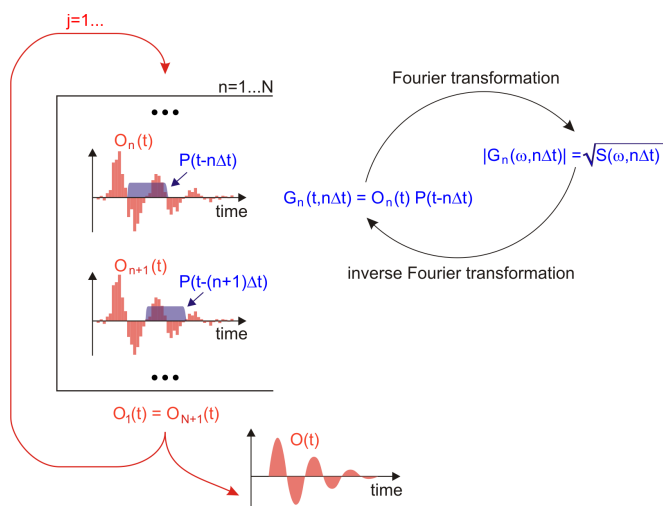 j=1...
n=1...N
•••
Oₙ(t)
P(t-nΔt)
time
Oₙ₊₁(t)
P(t-(n+1)Δt)
time
•••
O₁(t) = O_N+1(t)
O(t)
time
Fourier transformation
|Gₙ(ω,nΔt)| = √S(ω,nΔt)
Gₙ(t,nΔt) = Oₙ(t) P(t-nΔt)
inverse Fourier transformation